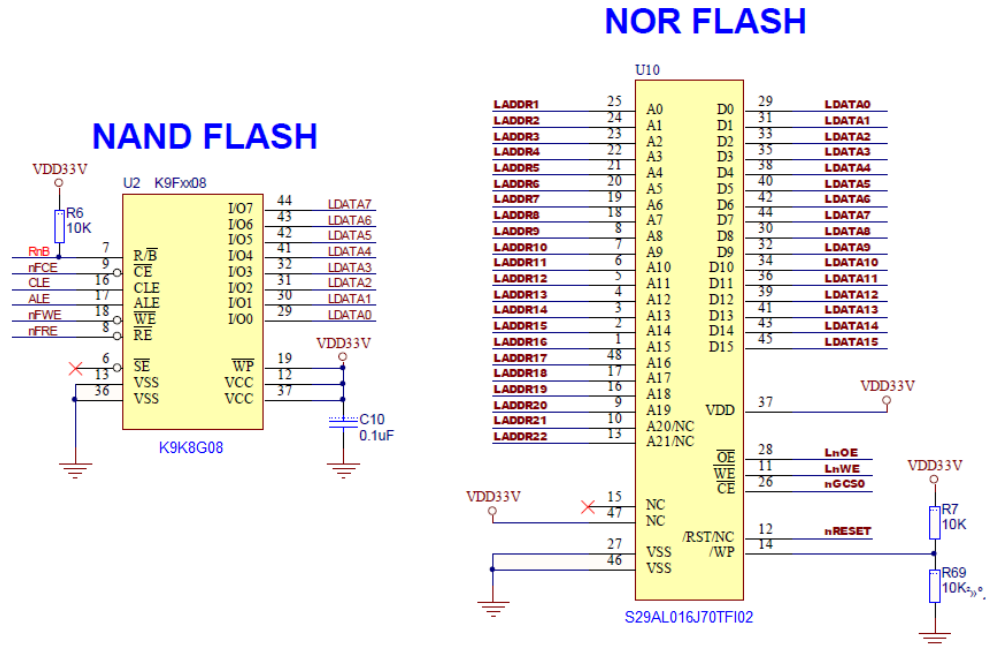 NOR FLASH
NAND FLASH
VDD33V
U2 K9Fxx08
R6
10K
RnB 7 R/B
nFCE 9 CE
CLE 16 CLE
ALE 17 ALE
nFWE 18 WE
nFRE 8 RE
6 SE
13 VSS
36 VSS
I/O7 44 LDATA7
I/O6 43 LDATA6
I/O5 42 LDATA5
I/O4 41 LDATA4
I/O3 32 LDATA3
I/O2 31 LDATA2
I/O1 30 LDATA1
I/O0 29 LDATA0
VDD33V
WP 19
VCC 12
VCC 37
C10
0.1uF
K9K8G08
U10
LADDR1 25 A0
LADDR2 24 A1
LADDR3 23 A2
LADDR4 22 A3
LADDR5 21 A4
LADDR6 20 A5
LADDR7 19 A6
LADDR8 18 A7
LADDR9 8 A8
LADDR10 7 A9
LADDR11 6 A10
LADDR12 5 A11
LADDR13 4 A12
LADDR14 3 A13
LADDR15 2 A14
LADDR16 1 A15
LADDR17 48 A16
LADDR18 17 A17
LADDR19 16 A18
LADDR20 9 A19
LADDR21 10 A20/NC
LADDR22 13 A21/NC
VDD33V
15 NC
47 NC
27 VSS
46 VSS
D0 29 LDATA0
D1 31 LDATA1
D2 33 LDATA2
D3 35 LDATA3
D4 38 LDATA4
D5 40 LDATA5
D6 42 LDATA6
D7 44 LDATA7
D8 30 LDATA8
D9 32 LDATA9
D10 34 LDATA10
D11 36 LDATA11
D12 39 LDATA12
D13 41 LDATA13
D14 43 LDATA14
D15 45 LDATA15
VDD33V
VDD 37
OE 28 LnOE
WE 11 LnWE
CE 26 nGCS0
/RST/NC 12 nRESET
/WP 14
VDD33V
R7
10K
R69
10K
S29AL016J70TFI02